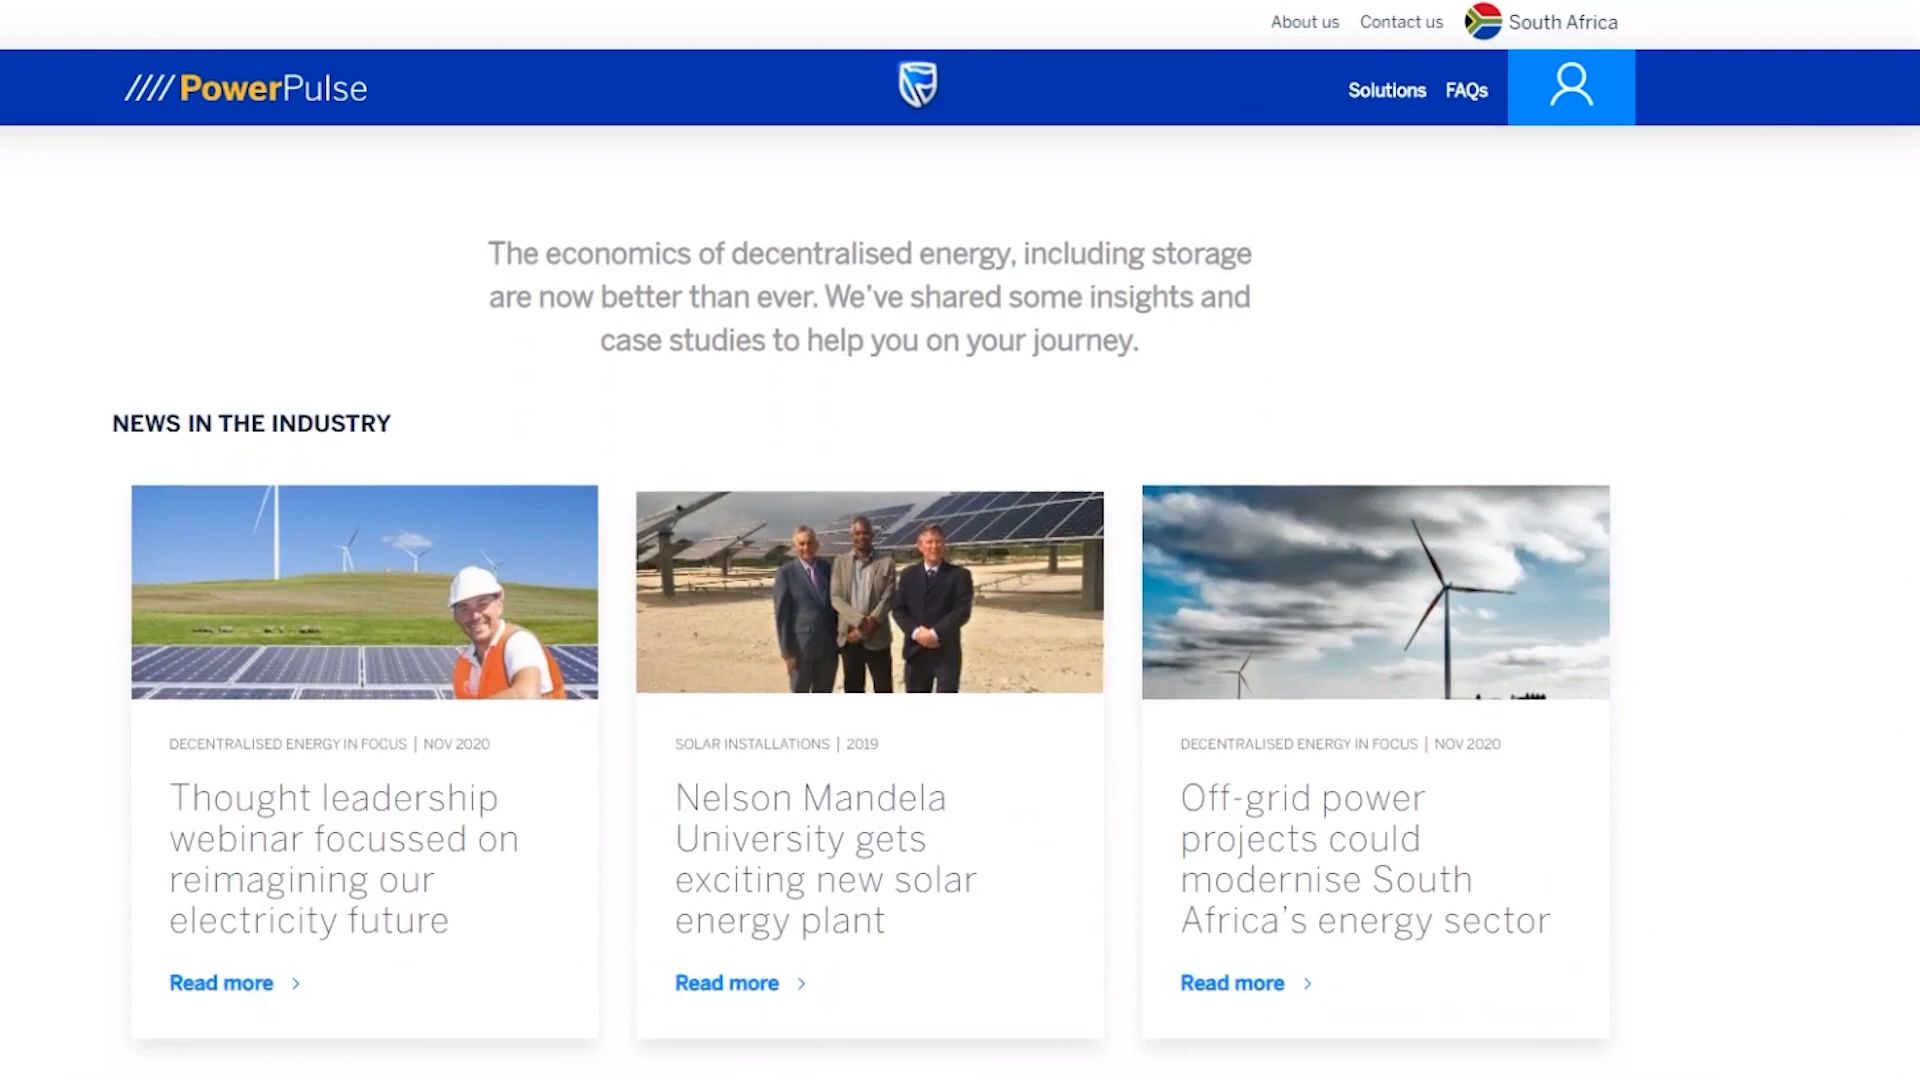 About us Contact us South Africa
//// PowerPulse Solutions FAQs
The economics of decentralised energy, including storage
are now better than ever. We've shared some insights and
case studies to help you on your journey.
NEWS IN THE INDUSTRY
DECENTRALISED ENERGY IN FOCUS | NOV 2020
Thought leadership
webinar focussed on
reimagining our
electricity future
Read more >
SOLAR INSTALLATIONS | 2019
Nelson Mandela
University gets
exciting new solar
energy plant
Read more >
DECENTRALISED ENERGY IN FOCUS | NOV 2020
Off-grid power
projects could
modernise South
Africa's energy sector
Read more >